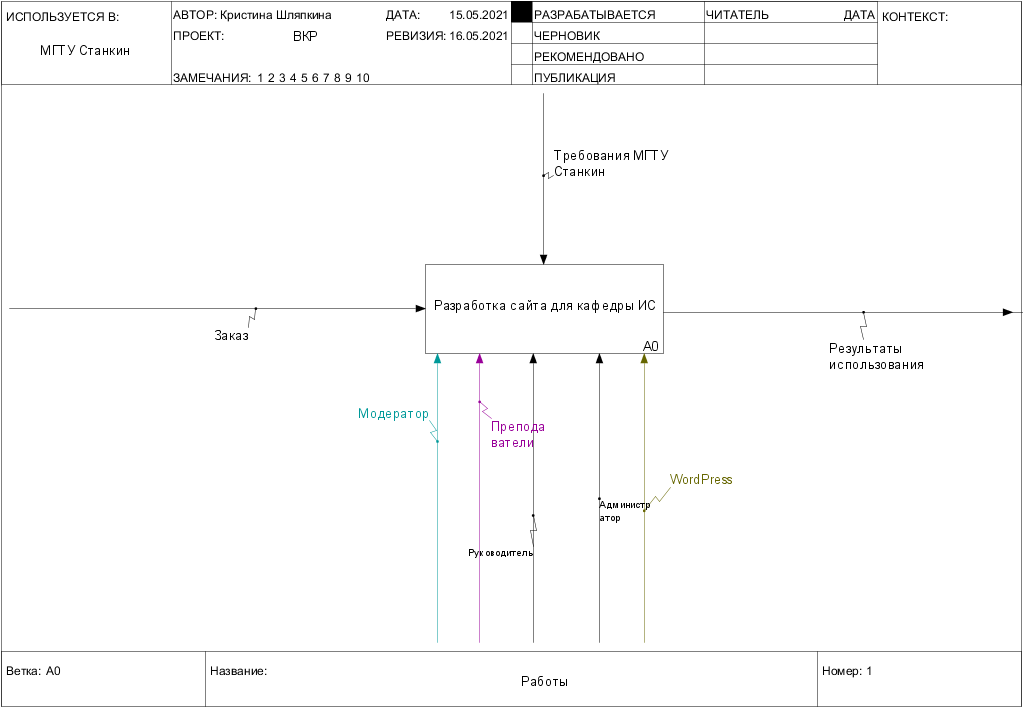 ИСПОЛЬЗУЕТСЯ В:
МГТУ Станкин
АВТОР: Кристина Шляпкина
ДАТА: 15.05.2021
ПРОЕКТ: ВКР
РЕВИЗИЯ: 16.05.2021
ЗАМЕЧАНИЯ: 1 2 3 4 5 6 7 8 9 10
РАЗРАБАТЫВАЕТСЯ
ЧЕРНОВИК
РЕКОМЕНДОВАНО
ПУБЛИКАЦИЯ
ЧИТАТЕЛЬ ДАТА
КОНТЕКСТ:
Требования МГТУ
Станкин
Разработка сайта для кафедры ИС
A0
Заказ
Результаты
использования
Модератор
Препода
ватели
WordPress
Администр
атор
Руководитель
Ветка: A0
Название:
Работы
Номер: 1